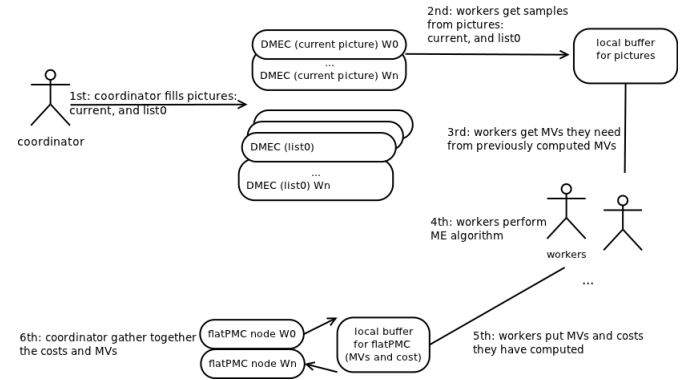 2nd: workers get samples
from pictures:
current, and list0
DMEC (current picture) W0
...
DMEC (current picture) Wn
local buffer
for pictures
1st: coordinator fills pictures:
current, and list0
coordinator
DMEC (list0)
...
DMEC (list0) Wn
3rd: workers get MVs they need
from previously computed MVs
4th: workers perform
ME algorithm
workers
...
6th: coordinator gather together
the costs and MVs
flatPMC node W0
flatPMC node Wn
local buffer
for flatPMC
(MVs and cost)
5th: workers put MVs and costs
they have computed